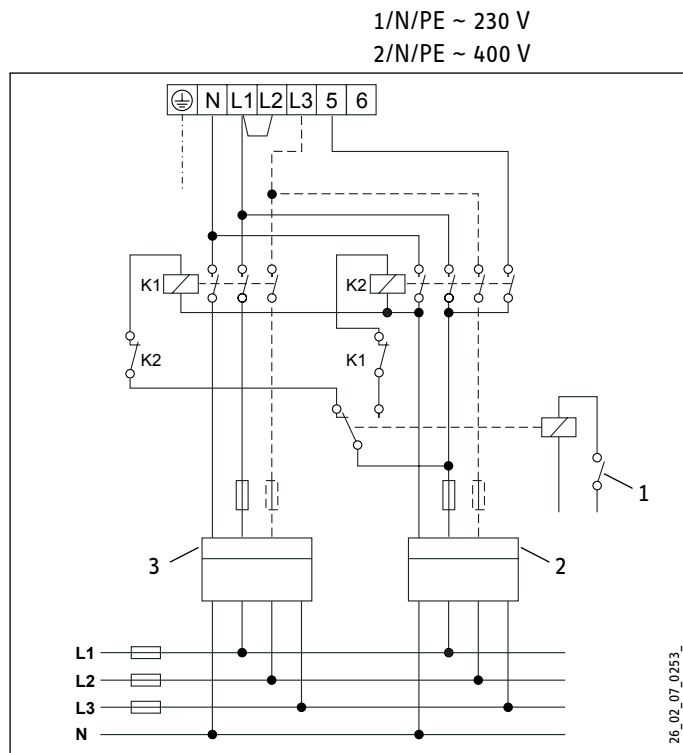 1/N/PE ~ 230 V
2/N/PE ~ 400 V
N L1 L2 L3 5 6
K1
K2
K2
K1
1
3
2
L1
L2
L3
N
26_02_07_0253_